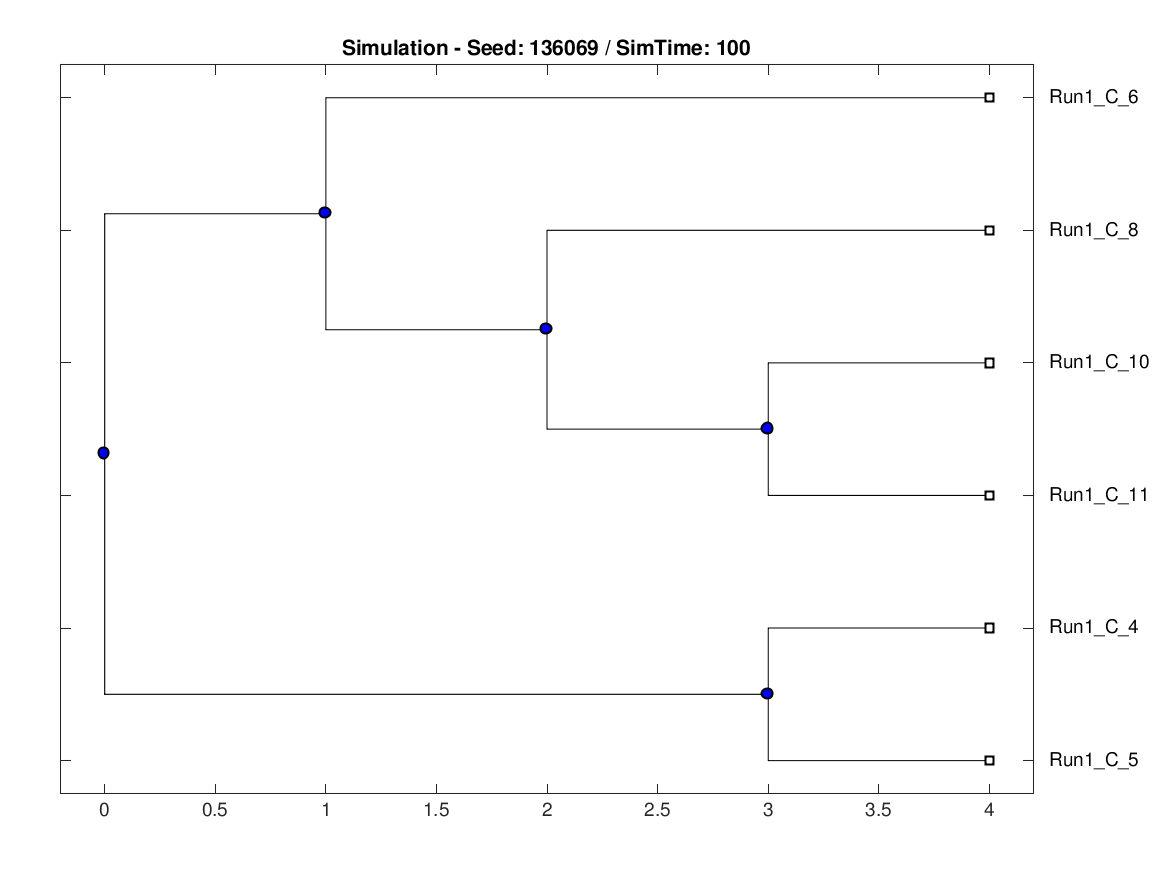 Simulation - Seed: 136069 / SimTime: 100
Run1_C_6
Run1_C_8
Run1_C_10
Run1_C_11
Run1_C_4
Run1_C_5
0 0.5 1 1.5 2 2.5 3 3.5 4